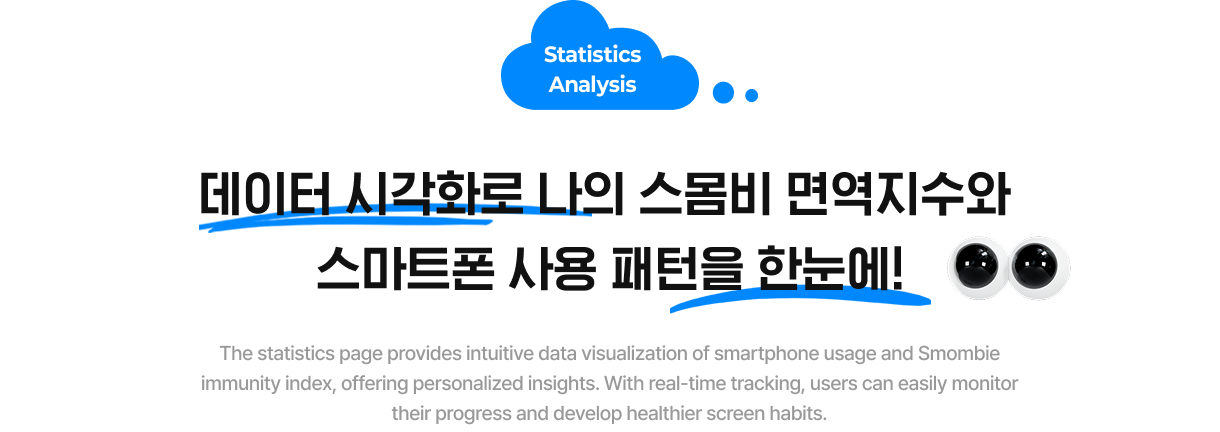 Statistics
Analysis
데이터 시각화로 나의 스몸비 면역지수와
스마트폰 사용 패턴을 한눈에!
The statistics page provides intuitive data visualization of smartphone usage and Smombie
immunity index, offering personalized insights. With real-time tracking, users can easily monitor
their progress and develop healthier screen habits.